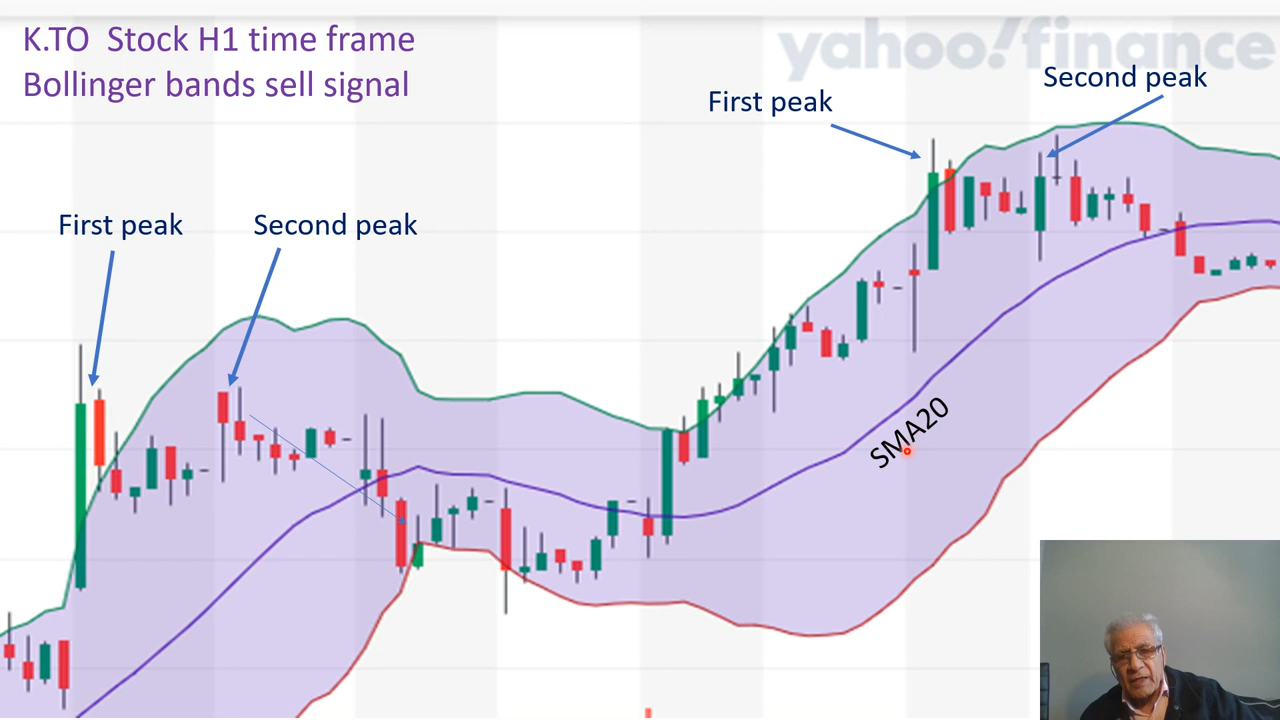 yahoo!finance
K.TO Stock H1 time frame
Bollinger bands sell signal
First peak
Second peak
First peak
Second peak
SMA20